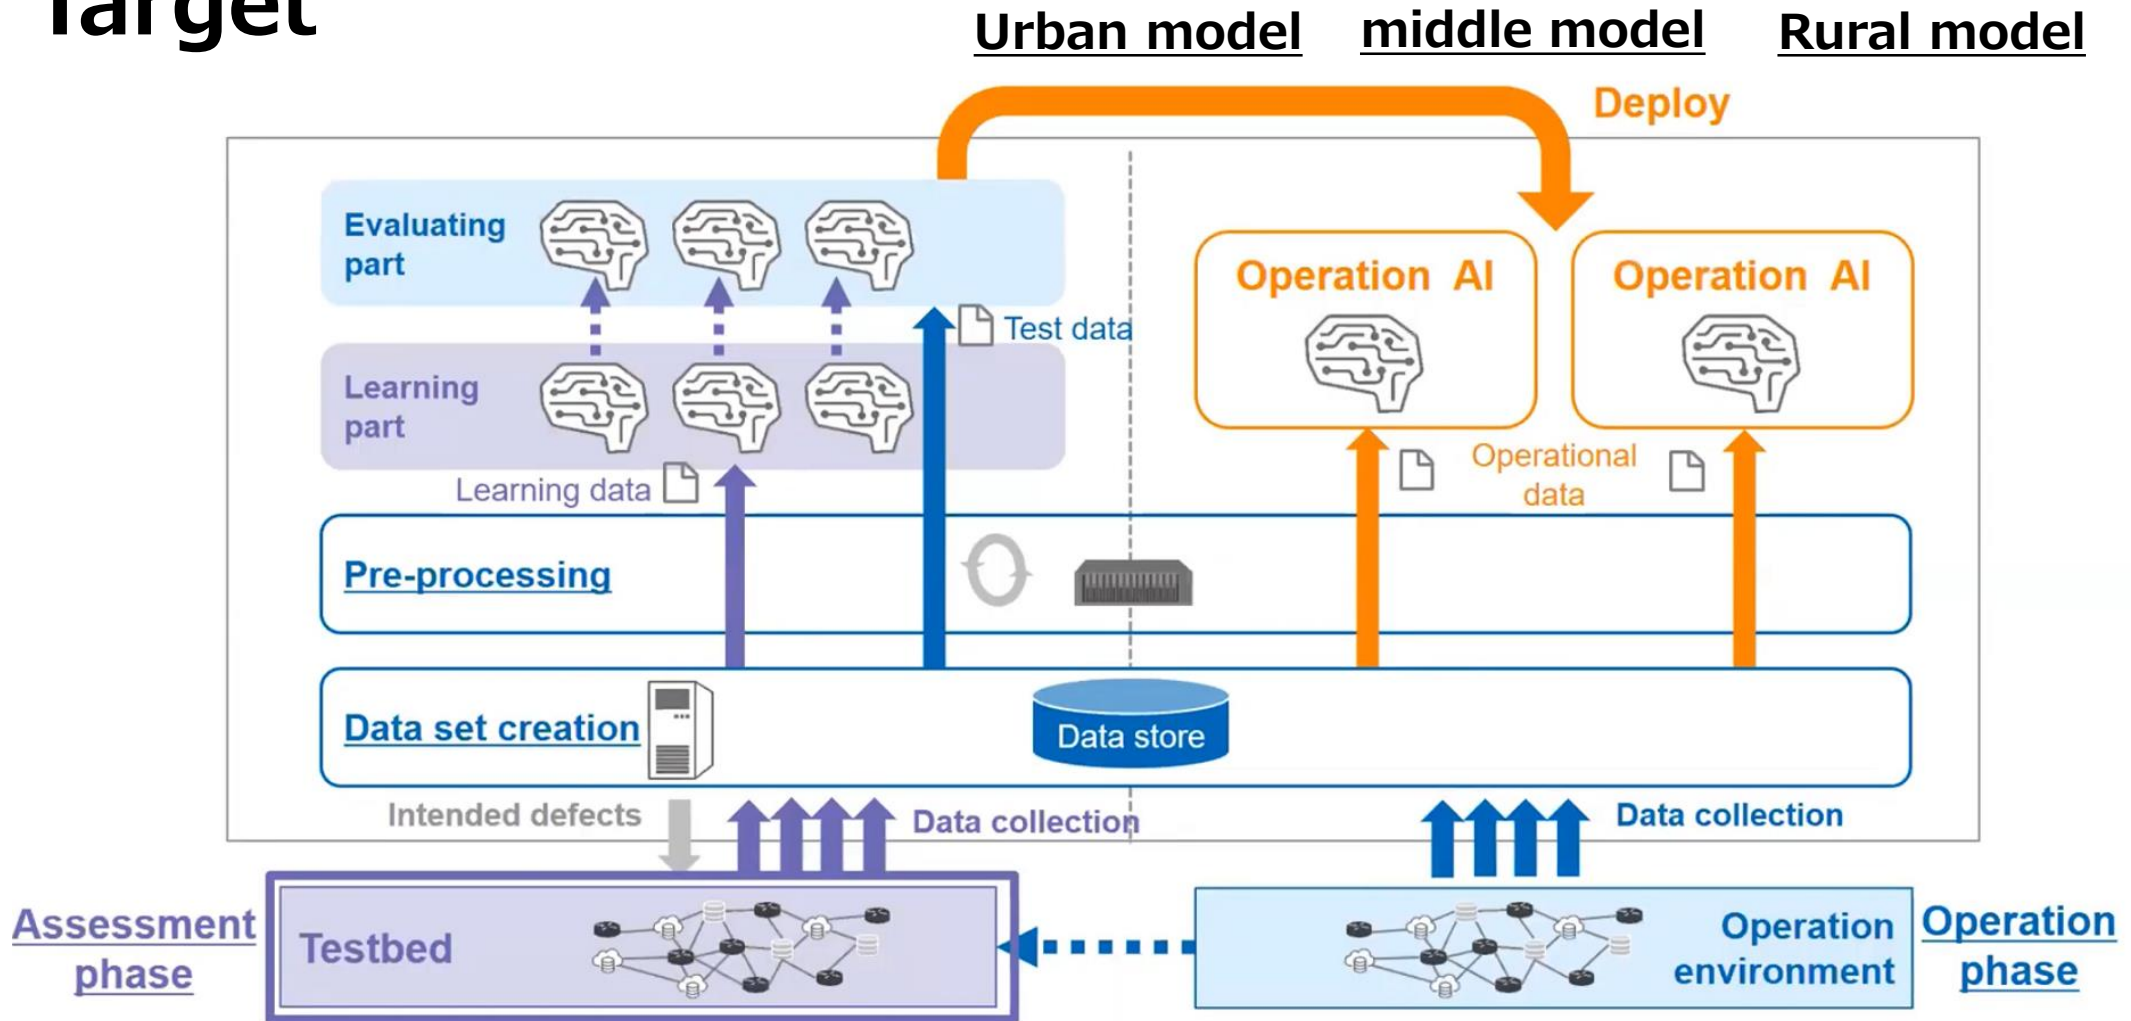 Target
Urban model
middle model
Rural model
Deploy
Evaluating
part
Operation AI
Operation AI
Test data
Learning
part
Learning data
Operational
data
Pre-processing
Data set creation
Data store
Intended defects
Data collection
Data collection
Assessment
phase
Testbed
Operation
environment
Operation
phase